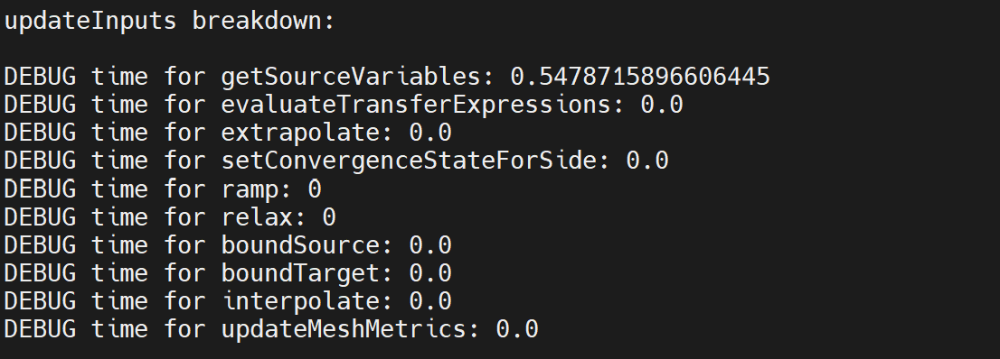 updateInputs breakdown:
DEBUG time for getSourceVariables: 0.5478715896606445
DEBUG time for evaluateTransferExpressions: 0.0
DEBUG time for extrapolate: 0.0
DEBUG time for setConvergenceStateForSide: 0.0
DEBUG time for ramp: 0
DEBUG time for relax: 0
DEBUG time for boundSource: 0.0
DEBUG time for boundTarget: 0.0
DEBUG time for interpolate: 0.0
DEBUG time for updateMeshMetrics: 0.0